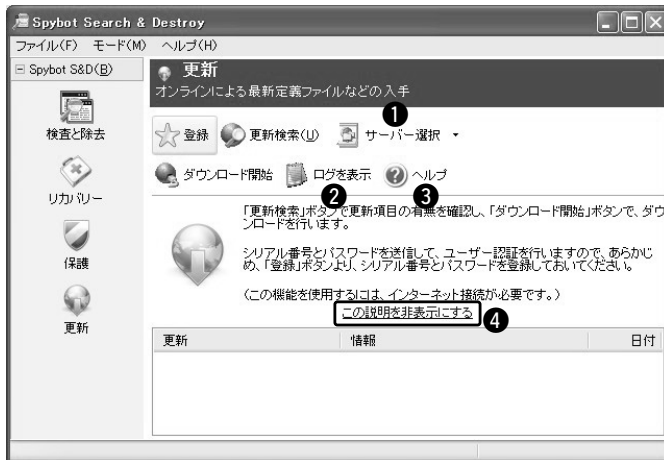 Spybot Search & Destroy
ファイル(F) モード(M) ヘルプ(H)
Spybot S&D(B)
検査と除去
リカバリー
保護
更新
更新
オンラインによる最新定義ファイルなどの入手
❶
登録 更新検索(U) サーバー選択
ダウンロード開始 ログを表示 ヘルプ
❷ ❸
「更新検索」ボタンで更新項目の有無を確認し、「ダウンロード開始」ボタンで、ダウ
ンロードを行います。
シリアル番号とパスワードを送信して、ユーザー認証を行いますので、あらかじ
め、「登録」ボタンより、シリアル番号とパスワードを登録しておいてください。
(この機能を使用するには、インターネット接続が必要です。)
この説明を非表示にする
❹
更新 情報 日付